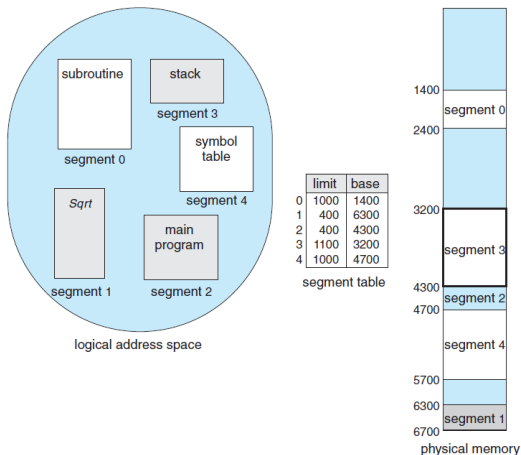 subroutine
segment 0
stack
segment 3
symbol
table
segment 4
Sqrt
segment 1
main
program
segment 2
logical address space
limit base
0 1000 1400
1 400 6300
2 400 4300
3 1100 3200
4 1000 4700
segment table
1400
segment 0
2400
3200
segment 3
4300
segment 2
4700
segment 4
5700
6300
segment 1
6700
physical memory